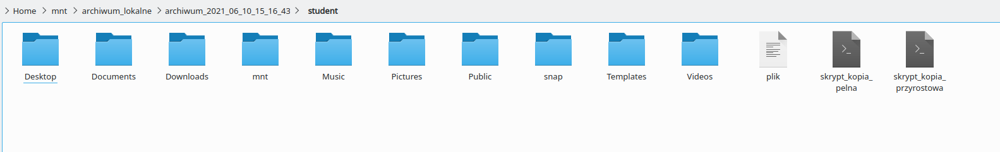 Home mnt archiwum_lokalne archiwum_2021_06_10_15_16_43 student
Desktop Documents Downloads mnt Music Pictures Public snap Templates Videos plik skrypt_kopia_ skrypt_kopia_
pelna przyrostowa